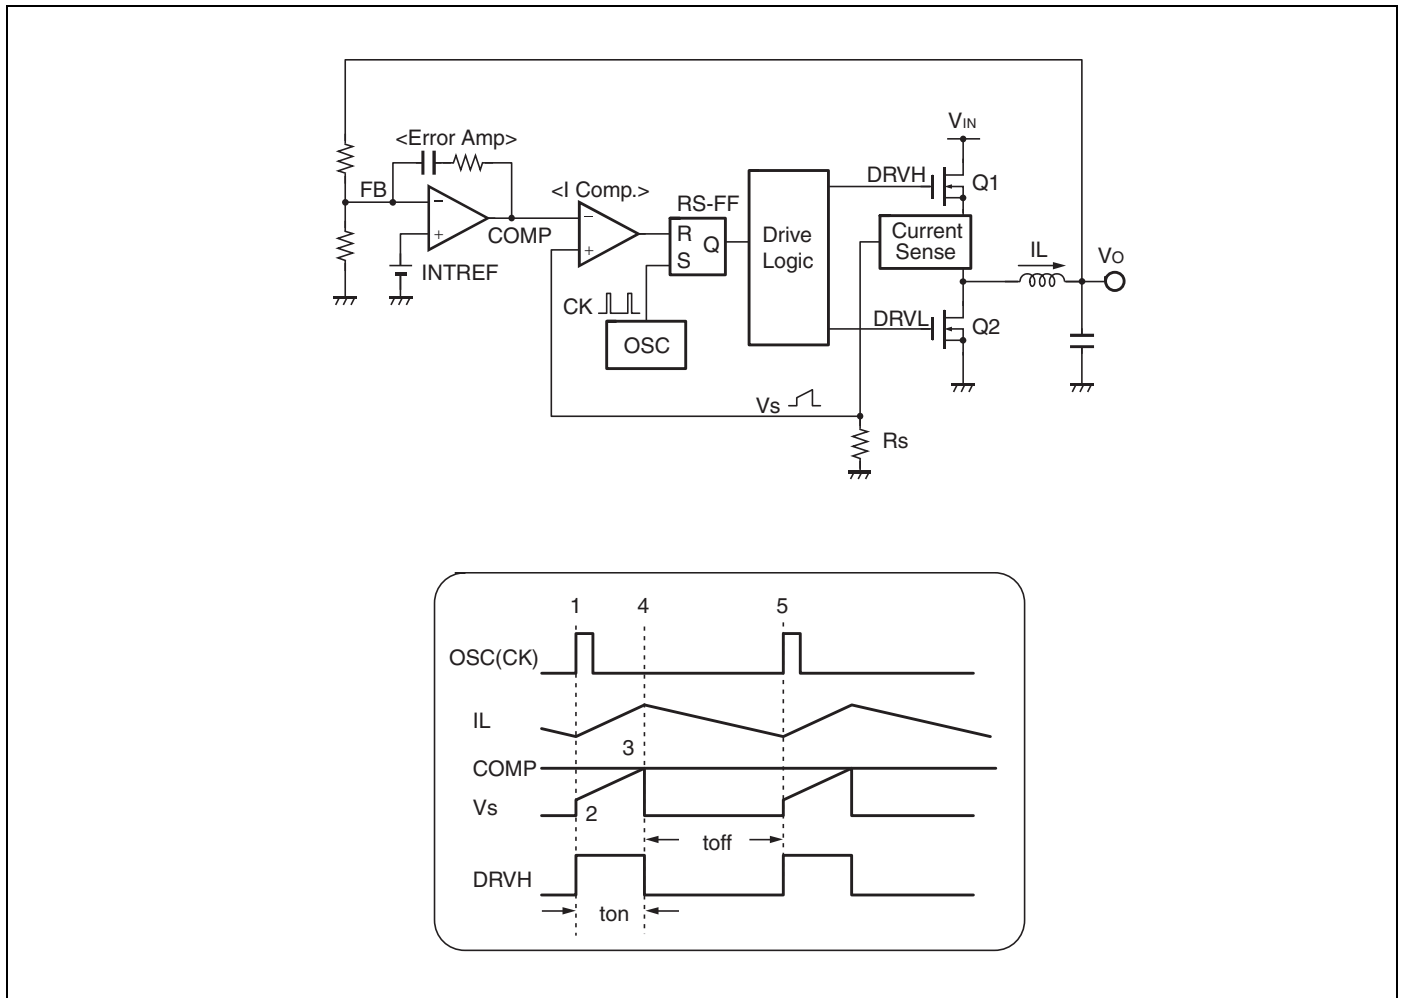 <Error Amp>
FB
COMP
INTREF
<I Comp.>
RS-FF
R
S
Q
CK
OSC
Drive
Logic
VIN
DRVH
Q1
Current
Sense
IL
VO
DRVL
Q2
Vs
Rs
1 4 5
OSC(CK)
IL
3
COMP
Vs
2
toff
DRVH
ton